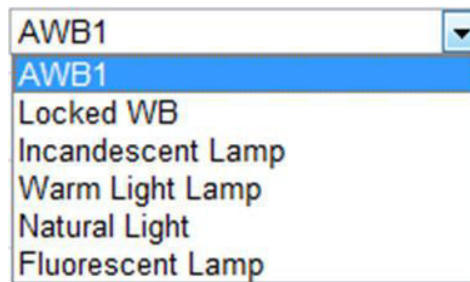 AWB1
AWB1
Locked WB
Incandescent Lamp
Warm Light Lamp
Natural Light
Fluorescent Lamp